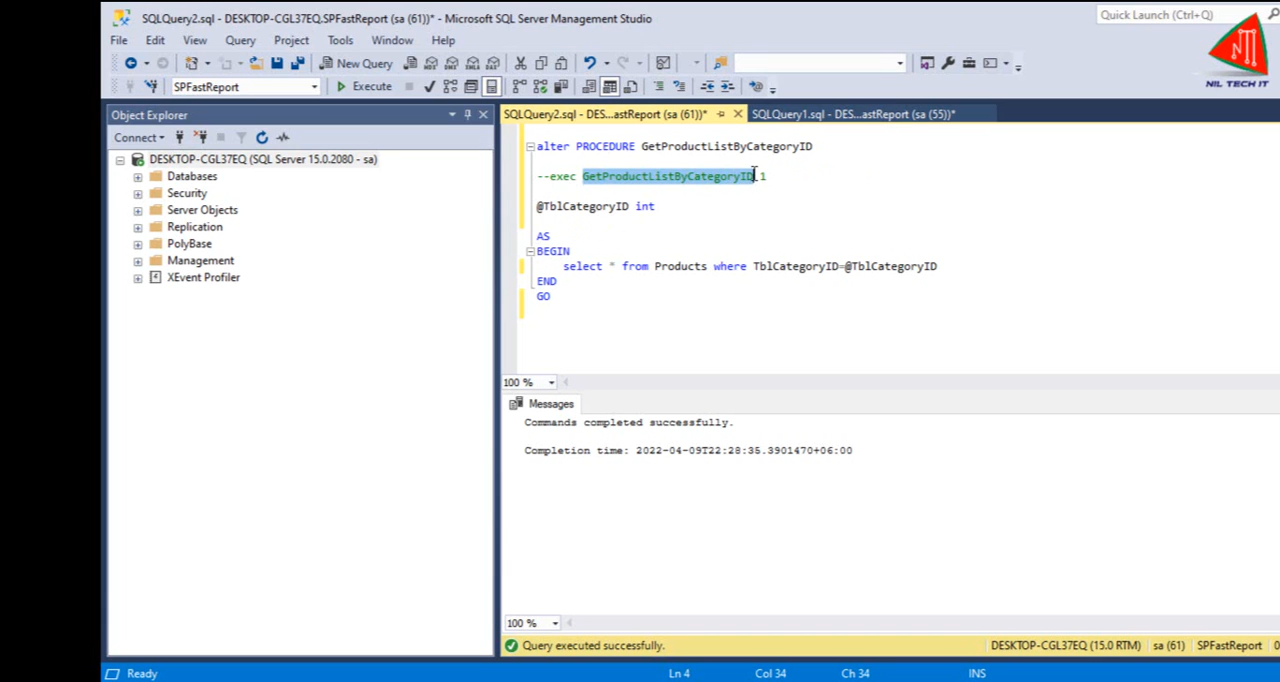 SQLQuery2.sql - DESKTOP-CGL37EQ.SPFastReport (sa (61))* - Microsoft SQL Server Management Studio
Quick Launch (Ctrl+Q)
File Edit View Query Project Tools Window Help
NIL TECH IT
New Query
SPFastReport
Execute
Object Explorer
SQLQuery2.sql - DES...astReport (sa (61))*
SQLQuery1.sql - DES...astReport (sa (55))*
Connect
DESKTOP-CGL37EQ (SQL Server 15.0.2080 - sa)
Databases
Security
Server Objects
Replication
PolyBase
Management
XEvent Profiler
alter PROCEDURE GetProductListByCategoryID
--exec GetProductListByCategoryID 1
@TblCategoryID int
AS
BEGIN
select * from Products where TblCategoryID=@TblCategoryID
END
GO
100 %
Messages
Commands completed successfully.
Completion time: 2022-04-09T22:28:35.3901470+06:00
100 %
Query executed successfully.
DESKTOP-CGL37EQ (15.0 RTM) sa (61) SPFastReport
Ready
Ln 4 Col 34 Ch 34 INS